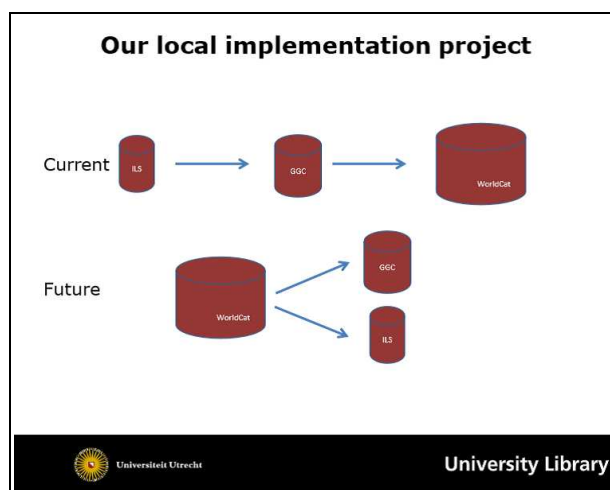 Our local implementation project
Current
ILS
GGC
WorldCat
Future
WorldCat
GGC
ILS
Universiteit Utrecht
University Library